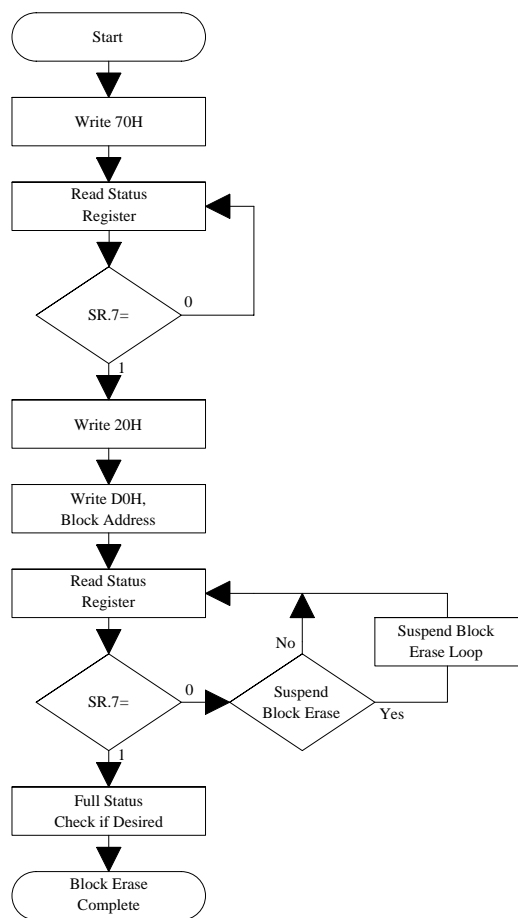 Start
Write 70H
Read Status
Register
SR.7=
0
1
Write 20H
Write D0H,
Block Address
Read Status
Register
SR.7=
0
1
Suspend
Block Erase
No
Yes
Suspend Block
Erase Loop
Full Status
Check if Desired
Block Erase
Complete